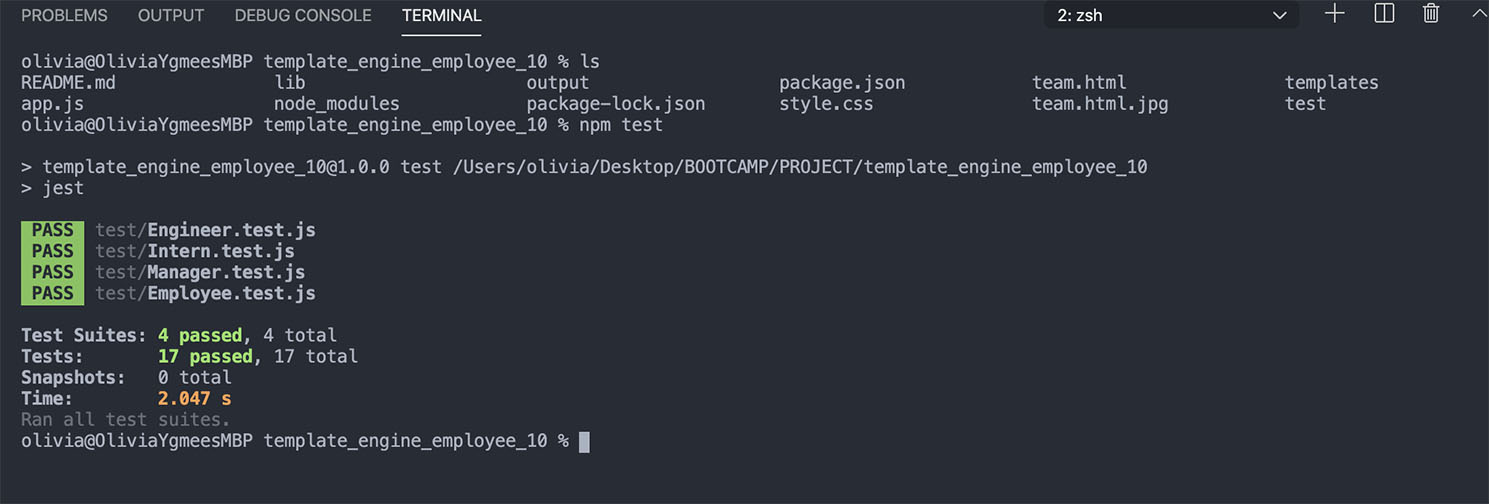 PROBLEMS OUTPUT DEBUG CONSOLE TERMINAL 2: zsh
olivia@OliviaYgmeesMBP template_engine_employee_10 % ls
README.md lib output package.json team.html templates
app.js node_modules package-lock.json style.css team.html.jpg test
olivia@OliviaYgmeesMBP template_engine_employee_10 % npm test
> template_engine_employee_10@1.0.0 test /Users/olivia/Desktop/BOOTCAMP/PROJECT/template_engine_employee_10
> jest
PASS test/Engineer.test.js
PASS test/Intern.test.js
PASS test/Manager.test.js
PASS test/Employee.test.js
Test Suites: 4 passed, 4 total
Tests: 17 passed, 17 total
Snapshots: 0 total
Time: 2.047 s
Ran all test suites.
olivia@OliviaYgmeesMBP template_engine_employee_10 %